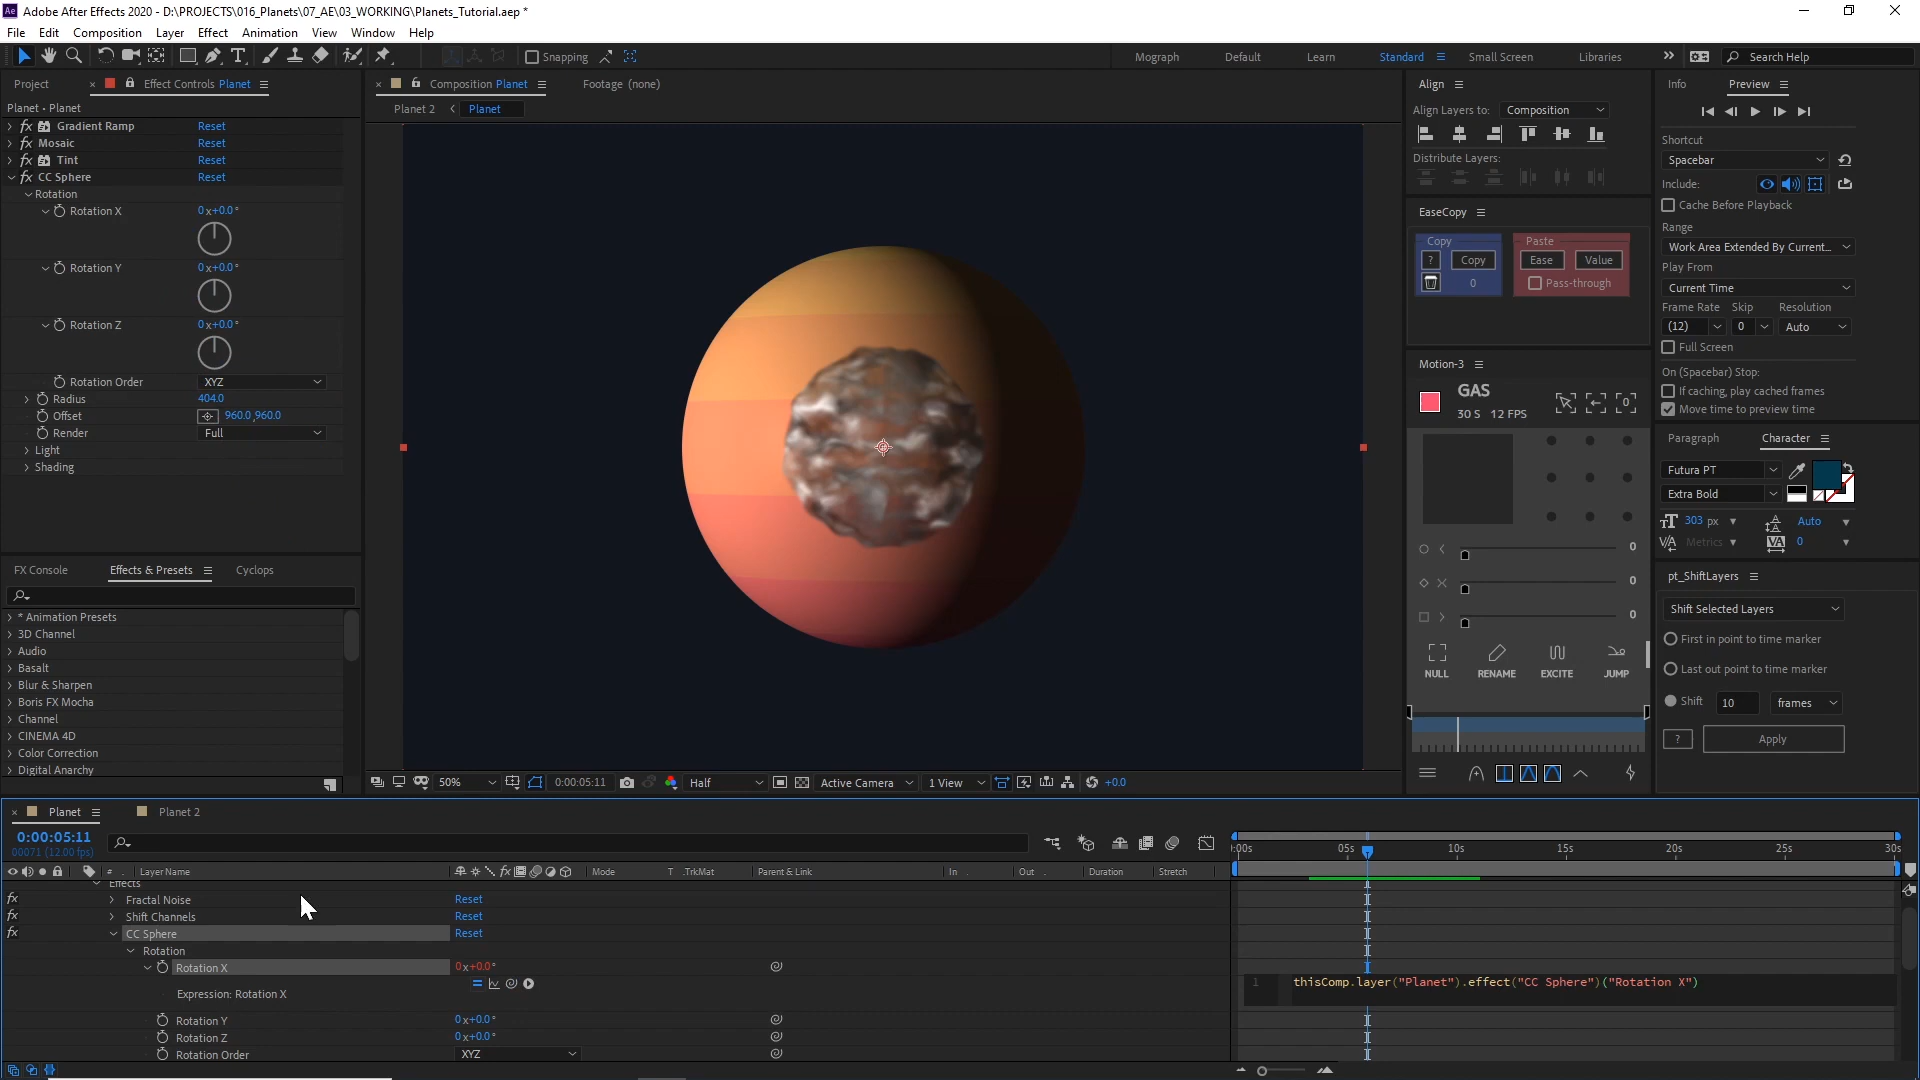 Adobe After Effects 2020 - D:\PROJECTS\016_Planets\07_AE\03_WORKING\Planets_Tutorial.aep *
File Edit Composition Layer Effect Animation View Window Help
Snapping Mograph Default Learn Standard Small Screen Libraries Search Help
Project Effect Controls Planet
Planet • Planet
Gradient Ramp Reset
Mosaic Reset
Tint Reset
CC Sphere Reset
Rotation
Rotation X 0x+0.0°
Rotation Y 0x+0.0°
Rotation Z 0x+0.0°
Rotation Order XYZ
Radius 404.0
Offset 960.0,960.0
Render Full
Light
Shading
FX Console Effects & Presets Cyclops
* Animation Presets
3D Channel
Audio
Basalt
Blur & Sharpen
Boris FX Mocha
Channel
CINEMA 4D
Color Correction
Digital Anarchy
Composition Planet Footage (none)
Planet 2 Planet
50% 0:00:05:11 Half Active Camera 1 View +0.0
Align
Align Layers to: Composition
Distribute Layers:
EaseCopy
Copy Paste
? Copy Ease Value
0 Pass-through
Motion-3
GAS
30 S 12 FPS
0
0
0
NULL RENAME EXCITE JUMP
Info Preview
Shortcut
Spacebar
Include:
Cache Before Playback
Range
Work Area Extended By Current...
Play From
Current Time
Frame Rate Skip Resolution
(12) 0 Auto
Full Screen
On (Spacebar) Stop:
If caching, play cached frames
Move time to preview time
Paragraph Character
Futura PT
Extra Bold
303 px Auto
Metrics 0
pt_ShiftLayers
Shift Selected Layers
First in point to time marker
Last out point to time marker
Shift 10 frames
? Apply
Planet Planet 2
0:00:05:11
00071 (12.00 fps)
# Layer Name Mode T .TrkMat Parent & Link In Out Duration Stretch
:00s 05s 10s 15s 20s 25s 30s
Effects
Fractal Noise Reset
Shift Channels Reset
CC Sphere Reset
Rotation
Rotation X 0x+0.0°
Expression: Rotation X
1 thisComp.layer("Planet").effect("CC Sphere")("Rotation X")
Rotation Y 0x+0.0°
Rotation Z 0x+0.0°
Rotation Order XYZ